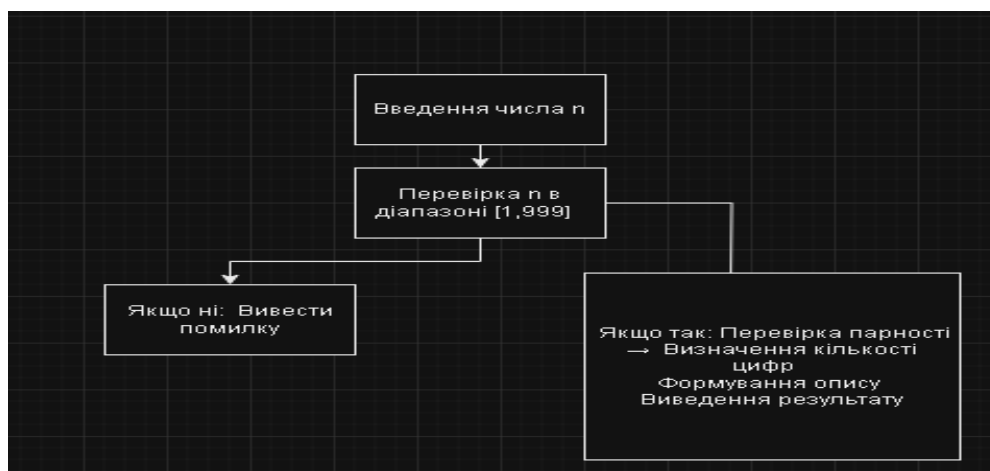 Введення числа n
Перевірка n в
діапазоні [1,999]
Якщо ні: Вивести
помилку
Якщо так: Перевірка парності
→ Визначення кількості
цифр
Формування опису
Виведення результату